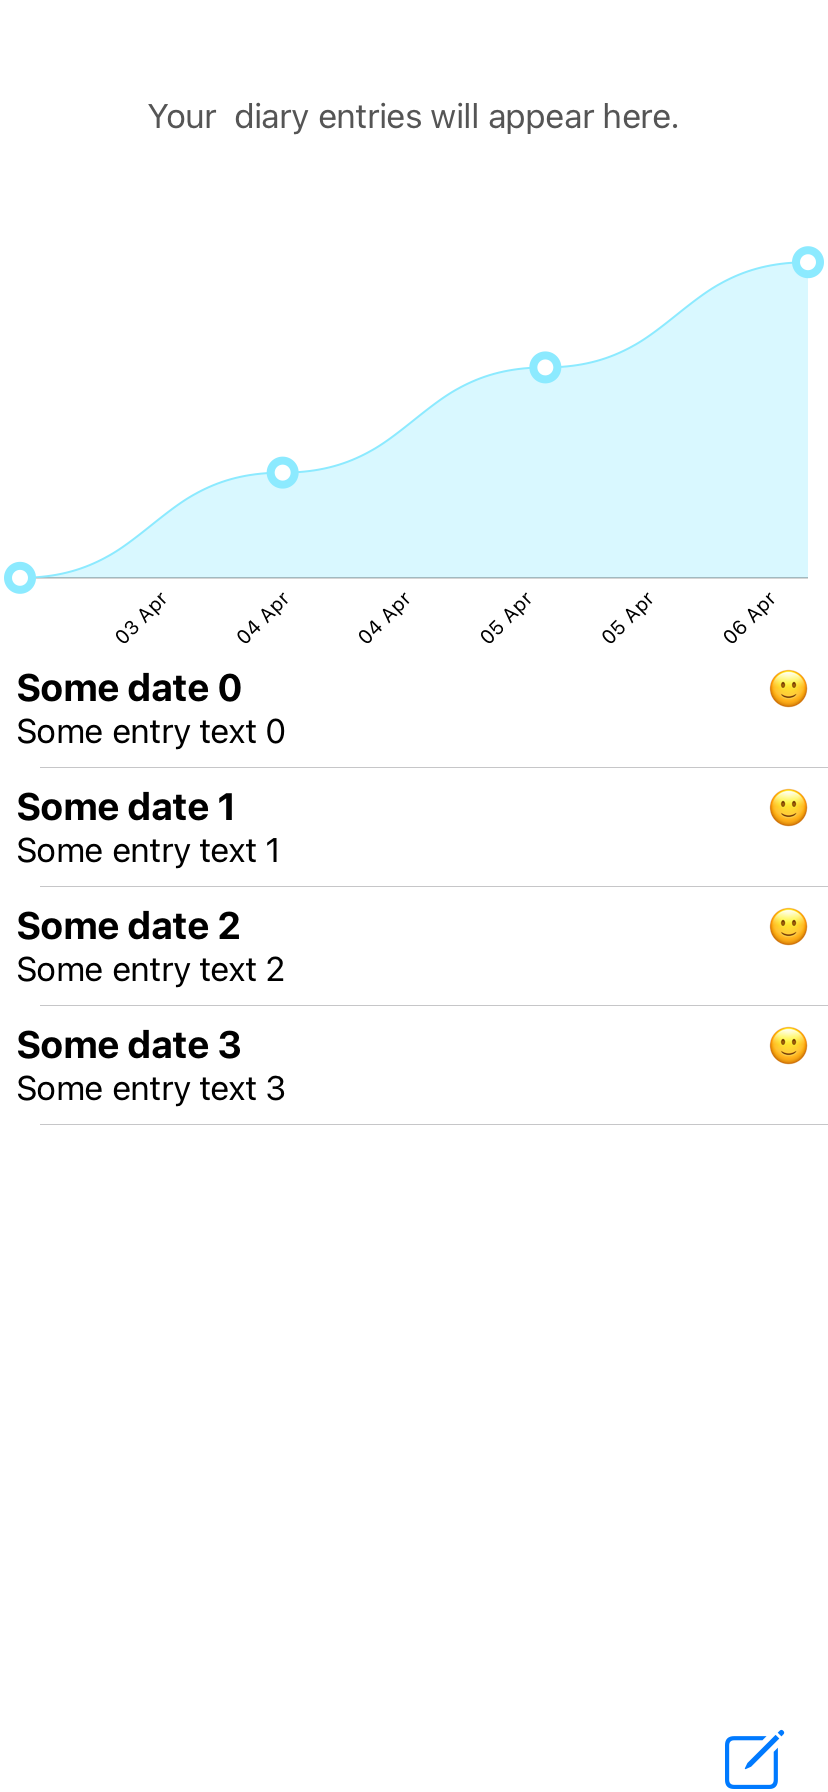 Your  diary entries will appear here.
03 Apr
04 Apr
04 Apr
05 Apr
05 Apr
06 Apr
Some date 0
Some entry text 0
Some date 1
Some entry text 1
Some date 2
Some entry text 2
Some date 3
Some entry text 3